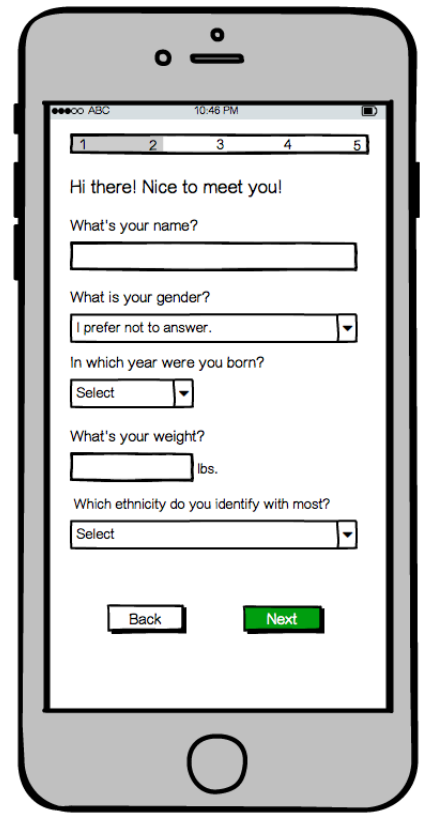 ●●●○○ ABC 10:46 PM
1 2 3 4 5
Hi there! Nice to meet you!
What's your name?
What is your gender?
I prefer not to answer.
In which year were you born?
Select
What's your weight?
lbs.
Which ethnicity do you identify with most?
Select
Back Next